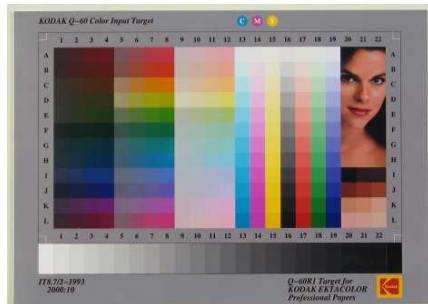 KODAK Q-60 Color Input Target
C M Y
1 2 3 4 5 6 7 8 9 10 11 12 13 14 15 16 17 18 19 20 21 22
A A
B B
C C
D D
E E
F F
G G
H H
I I
J J
K K
L L
1 2 3 4 5 6 7 8 9 10 11 12 13 14 15 16 17 18 19 20 21 22
IT8.7/2-1993
2000:10
Q-60R1 Target for
KODAK EKTACOLOR
Professional Papers
Kodak